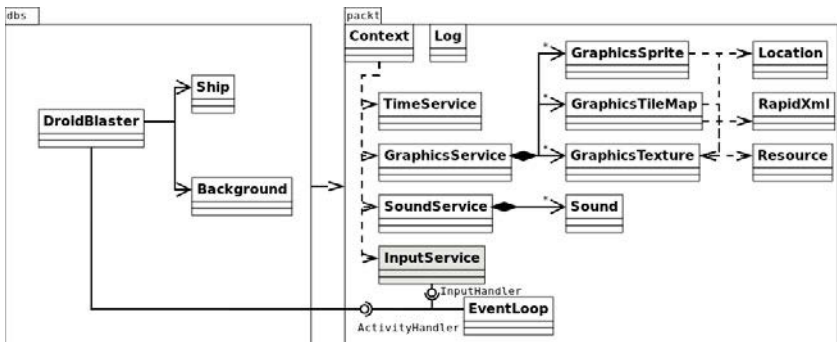 dbs
packt
Context
Log
GraphicsSprite
Location
Ship
TimeService
GraphicsTileMap
RapidXml
DroidBlaster
GraphicsService
GraphicsTexture
Resource
Background
SoundService
Sound
InputService
InputHandler
EventLoop
ActivityHandler